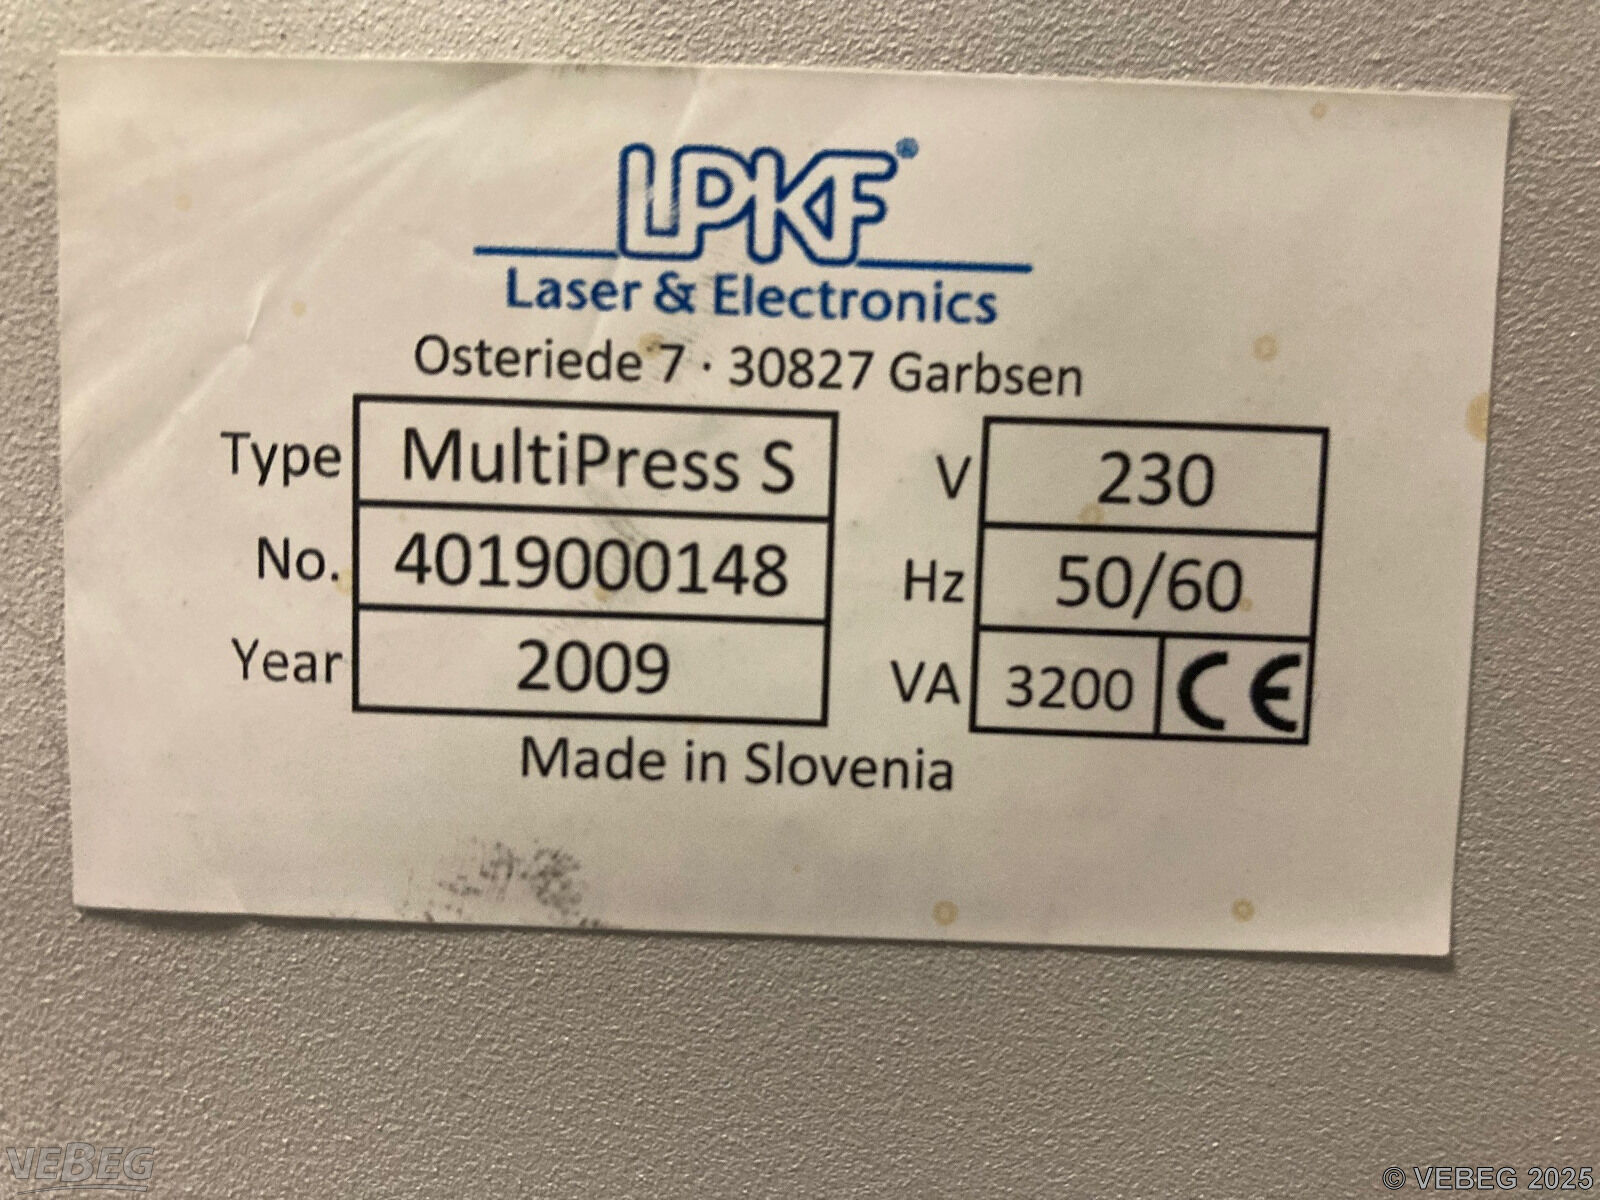 LPKF®
Laser & Electronics
Osteriede 7 · 30827 Garbsen
Type MultiPress S V 230
No. 4019000148 Hz 50/60
Year 2009 VA 3200 CE
Made in Slovenia
VEBEG
© VEBEG 2025